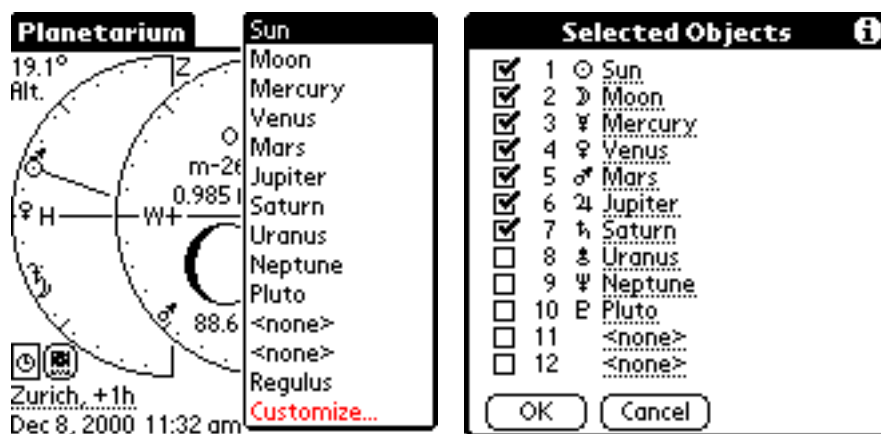 Planetarium
19.1°
Alt.
Z
H
W
m-26
0.985
88.6
Zurich, +1h
Dec 8, 2000 11:32 am
Sun
Moon
Mercury
Venus
Mars
Jupiter
Saturn
Uranus
Neptune
Pluto
<none>
<none>
Regulus
Customize...
Selected Objects
1 ☉ Sun
2 ☽ Moon
3 ☿ Mercury
4 ♀ Venus
5 ♂ Mars
6 ♃ Jupiter
7 ♄ Saturn
8 Uranus
9 ♆ Neptune
10 P Pluto
11 <none>
12 <none>
OK Cancel